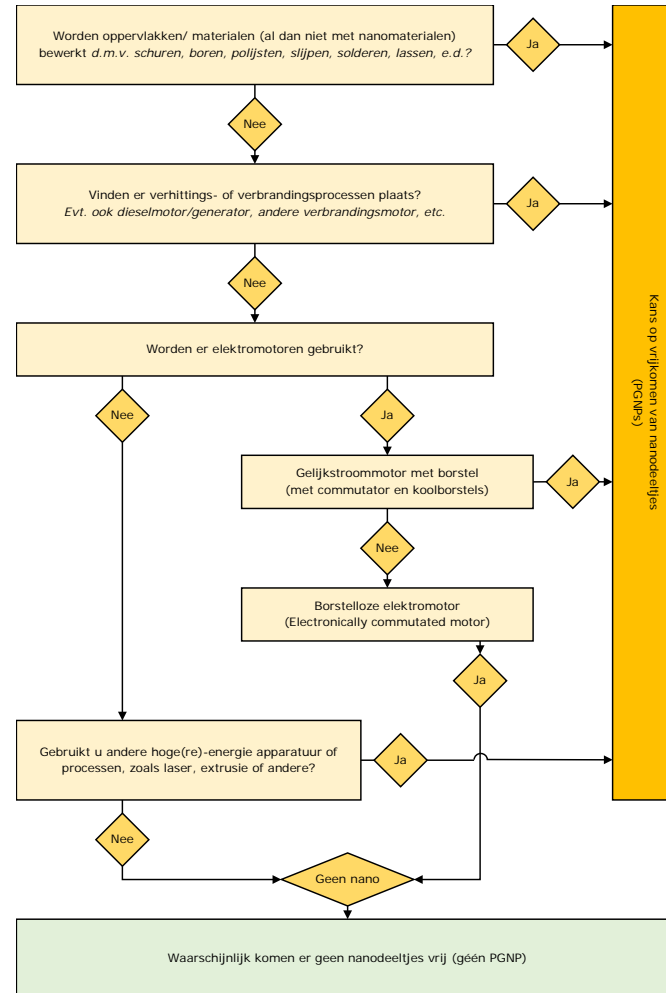 Worden oppervlakken/ materialen (al dan niet met nanomaterialen)
bewerkt d.m.v. schuren, boren, polijsten, slijpen, solderen, lassen, e.d.?
Ja
Nee
Vinden er verhittings- of verbrandingsprocessen plaats?
Evt. ook dieselmotor/generator, andere verbrandingsmotor, etc.
Ja
Nee
Worden er elektromotoren gebruikt?
Nee
Ja
Gelijkstroommotor met borstel
(met commutator en koolborstels)
Ja
Nee
Borstelloze elektromotor
(Electronically commutated motor)
Ja
Gebruikt u andere hoge(re)-energie apparatuur of
processen, zoals laser, extrusie of andere?
Ja
Nee
Geen nano
Waarschijnlijk komen er geen nanodeeltjes vrij (géén PGNP)
Kans op vrijkomen van nanodeeltjes
(PGNPs)